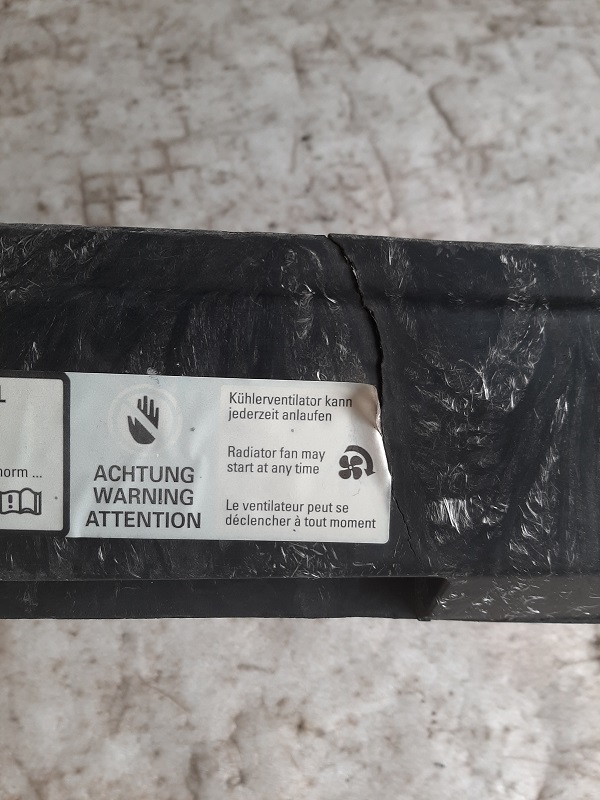 L
norm ...
ACHTUNG
WARNING
ATTENTION
Kühlerventilator kann
jederzeit anlaufen
Radiator fan may
start at any time
Le ventilateur peut se
déclencher à tout moment